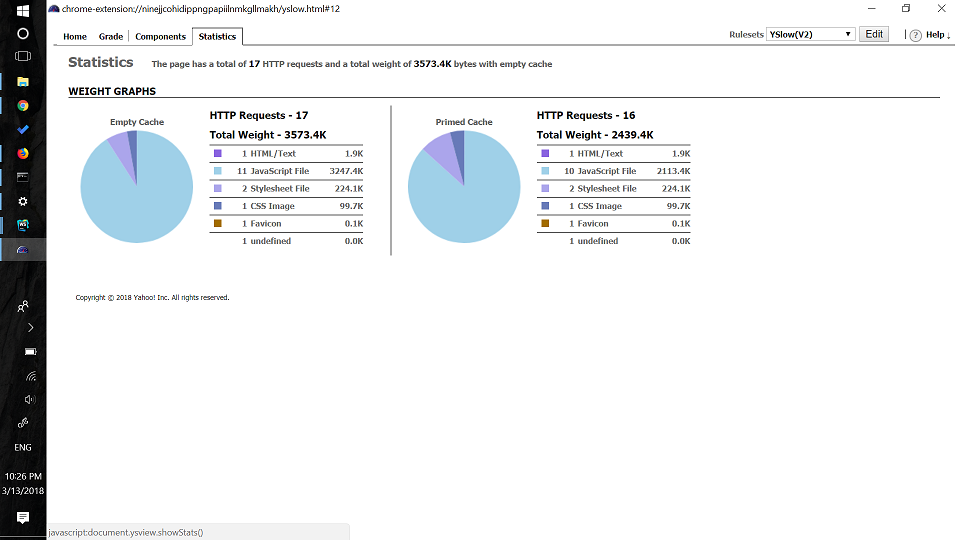 chrome-extension://ninejjcohidippngpapiilnmkgllmakh/yslow.html#12
Home Grade Components Statistics Rulesets YSlow(V2) Edit ? Help ↓
Statistics The page has a total of 17 HTTP requests and a total weight of 3573.4K bytes with empty cache
WEIGHT GRAPHS
Empty Cache
HTTP Requests - 17
Total Weight - 3573.4K
1 HTML/Text 1.9K
11 JavaScript File 3247.4K
2 Stylesheet File 224.1K
1 CSS Image 99.7K
1 Favicon 0.1K
1 undefined 0.0K
Primed Cache
HTTP Requests - 16
Total Weight - 2439.4K
1 HTML/Text 1.9K
10 JavaScript File 2113.4K
2 Stylesheet File 224.1K
1 CSS Image 99.7K
1 Favicon 0.1K
1 undefined 0.0K
Copyright © 2018 Yahoo! Inc. All rights reserved.
WS
ENG
10:26 PM
3/13/2018
javascript:document.ysview.showStats()